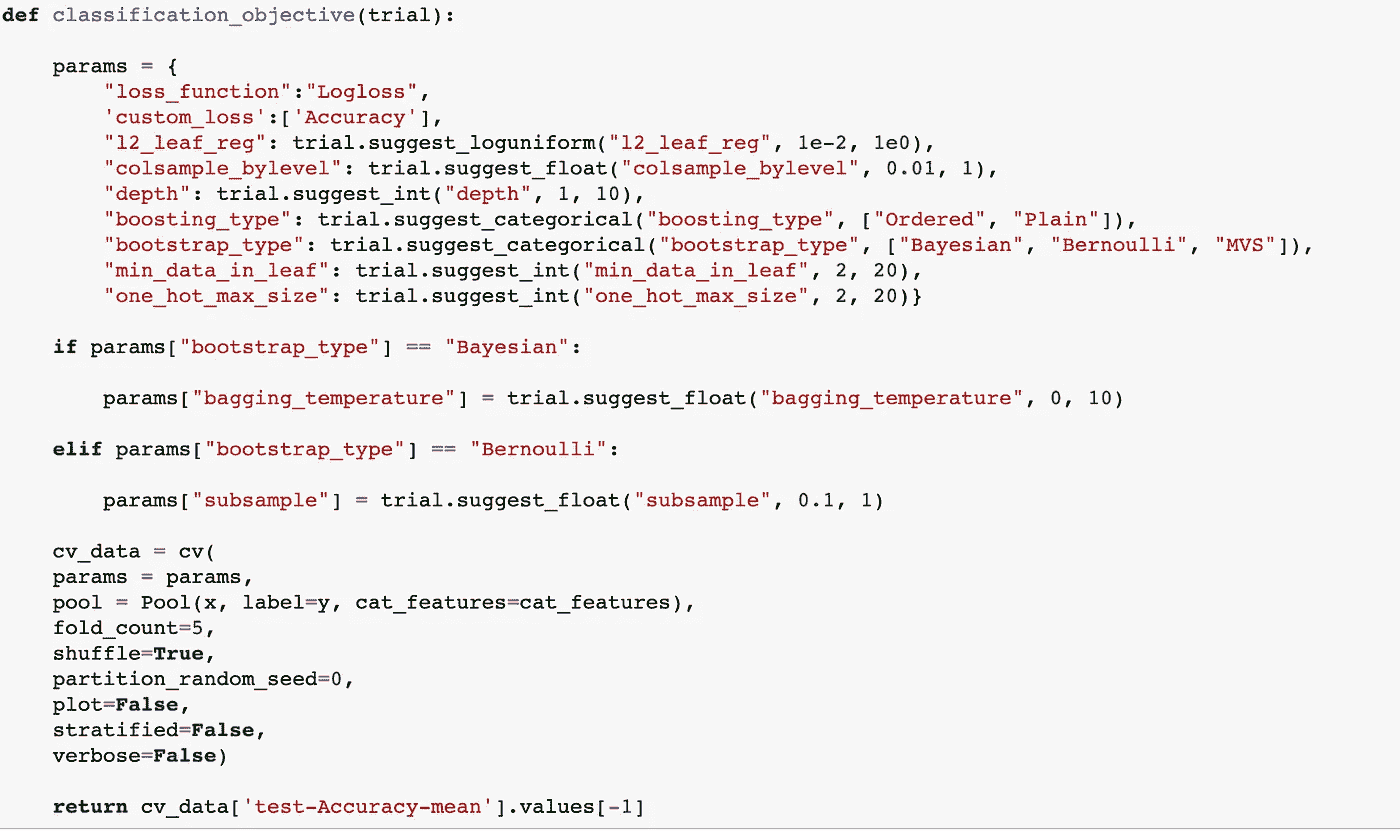 def classification_objective(trial):
params = {
"loss_function":"Logloss",
'custom_loss':['Accuracy'],
"l2_leaf_reg": trial.suggest_loguniform("l2_leaf_reg", 1e-2, 1e0),
"colsample_bylevel": trial.suggest_float("colsample_bylevel", 0.01, 1),
"depth": trial.suggest_int("depth", 1, 10),
"boosting_type": trial.suggest_categorical("boosting_type", ["Ordered", "Plain"]),
"bootstrap_type": trial.suggest_categorical("bootstrap_type", ["Bayesian", "Bernoulli", "MVS"]),
"min_data_in_leaf": trial.suggest_int("min_data_in_leaf", 2, 20),
"one_hot_max_size": trial.suggest_int("one_hot_max_size", 2, 20)}
if params["bootstrap_type"] == "Bayesian":
params["bagging_temperature"] = trial.suggest_float("bagging_temperature", 0, 10)
elif params["bootstrap_type"] == "Bernoulli":
params["subsample"] = trial.suggest_float("subsample", 0.1, 1)
cv_data = cv(
params = params,
pool = Pool(x, label=y, cat_features=cat_features),
fold_count=5,
shuffle=True,
partition_random_seed=0,
plot=False,
stratified=False,
verbose=False)
return cv_data['test-Accuracy-mean'].values[-1]